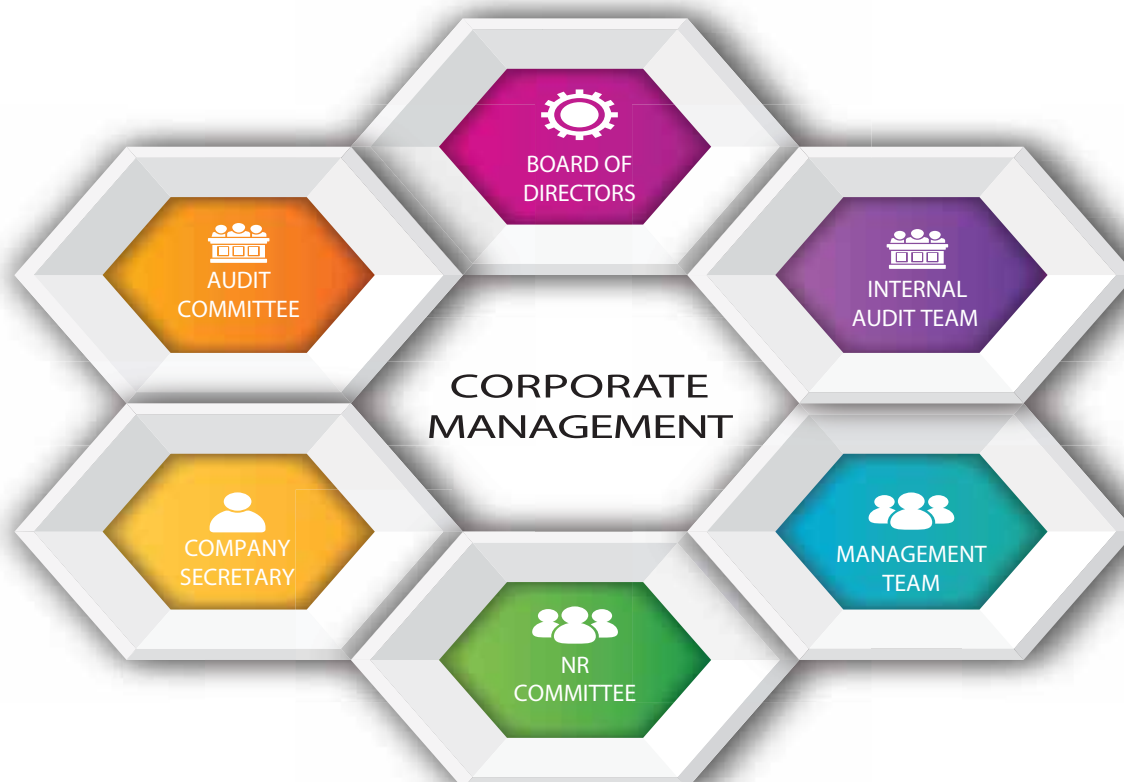 BOARD OF
DIRECTORS
AUDIT
COMMITTEE
INTERNAL
AUDIT TEAM
CORPORATE
MANAGEMENT
COMPANY
SECRETARY
MANAGEMENT
TEAM
NR
COMMITTEE